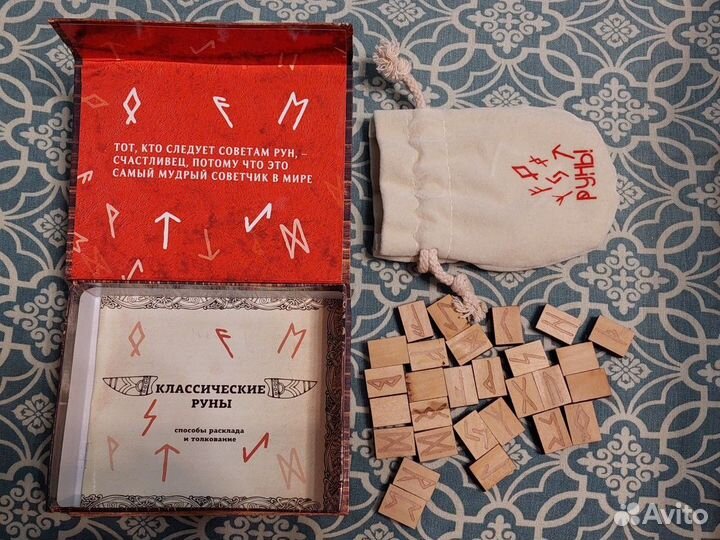 ТОТ, КТО СЛЕДУЕТ СОВЕТАМ РУН, –
СЧАСТЛИВЕЦ, ПОТОМУ ЧТО ЭТО
САМЫЙ МУДРЫЙ СОВЕТЧИК В МИРЕ
РУНЫ
КЛАССИЧЕСКИЕ
РУНЫ
способы расклада
и толкование
Avito